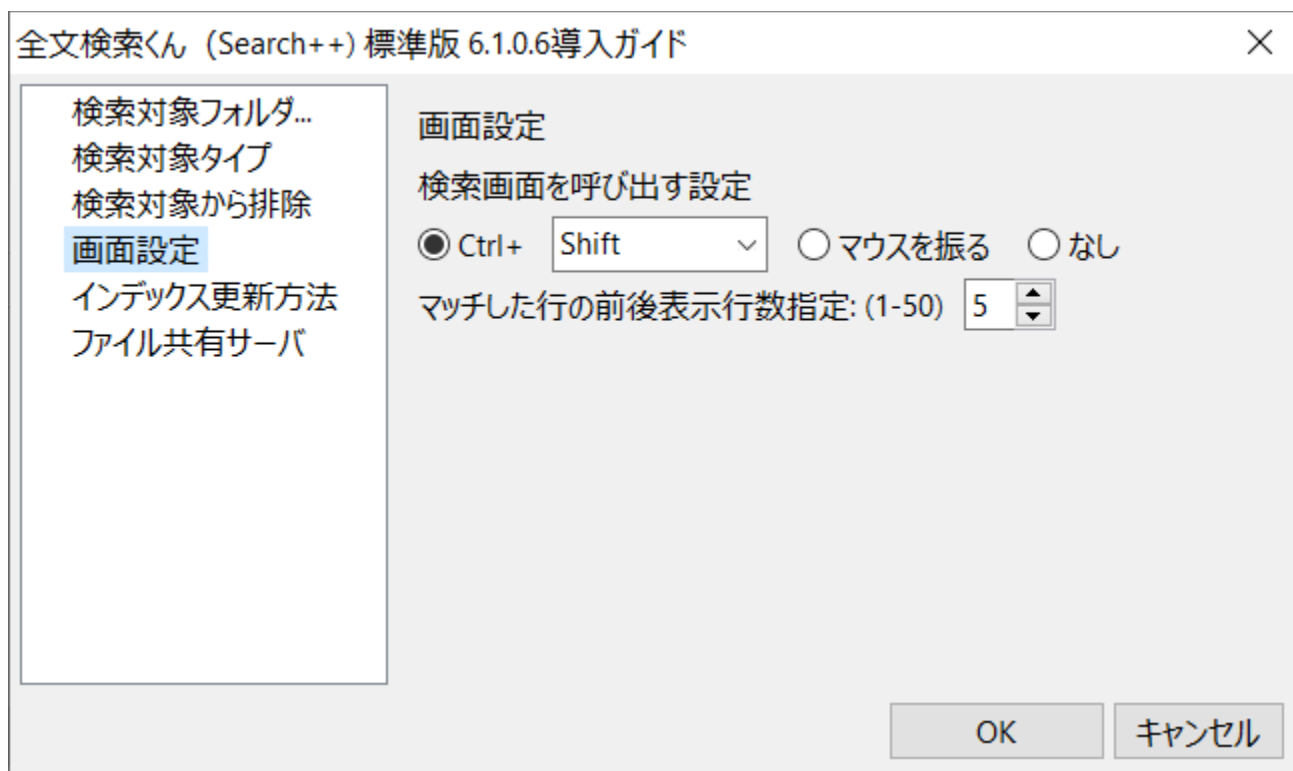 全文検索くん (Search++) 標準版 6.1.0.6導入ガイド
検索対象フォルダ...
検索対象タイプ
検索対象から排除
画面設定
インデックス更新方法
ファイル共有サーバ
画面設定
検索画面を呼び出す設定
Ctrl+ Shift マウスを振る なし
マッチした行の前後表示行数指定: (1-50) 5
OK キャンセル